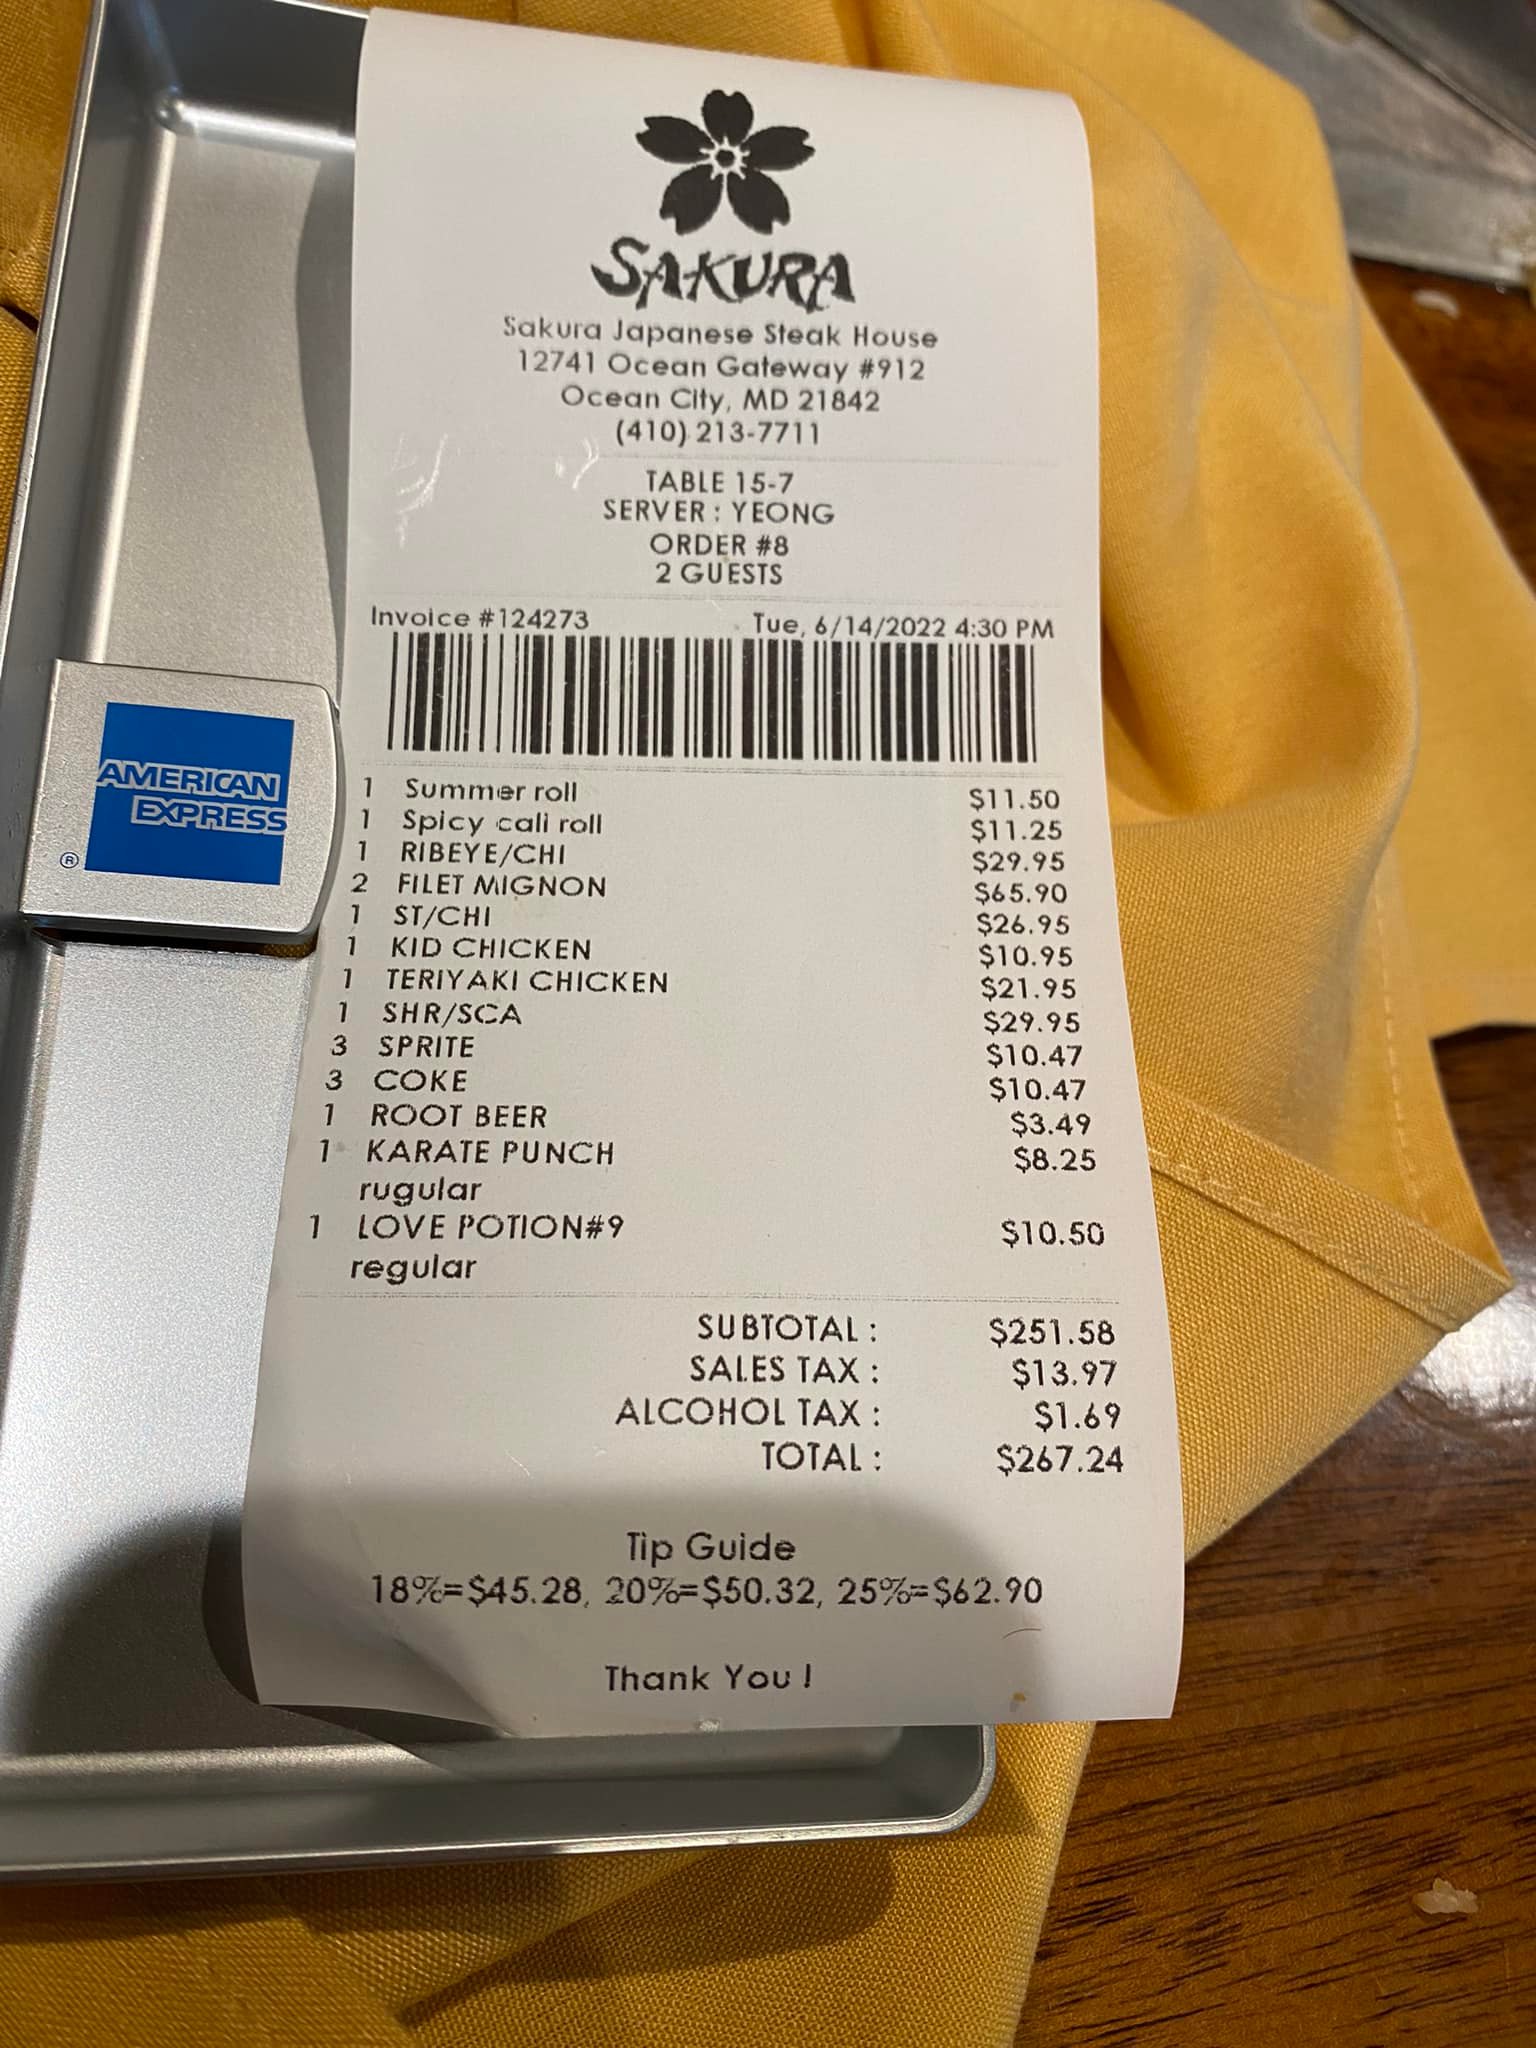 SAKURA
Sakura Japanese Steak House
12741 Ocean Gateway #912
Ocean City, MD 21842
(410) 213-7711
TABLE 15-7
SERVER : YEONG
ORDER #8
2 GUESTS
Invoice #124273 Tue, 6/14/2022 4:30 PM
AMERICAN
EXPRESS
®
1 Summer roll $11.50
1 Spicy cali roll $11.25
1 RIBEYE/CHI $29.95
2 FILET MIGNON $65.90
1 ST/CHI $26.95
1 KID CHICKEN $10.95
1 TERIYAKI CHICKEN $21.95
1 SHR/SCA $29.95
3 SPRITE $10.47
3 COKE $10.47
1 ROOT BEER $3.49
1 KARATE PUNCH $8.25
rugular
1 LOVE POTION#9 $10.50
regular
SUBTOTAL : $251.58
SALES TAX : $13.97
ALCOHOL TAX : $1.69
TOTAL : $267.24
Tip Guide
18%=$45.28, 20%=$50.32, 25%=$62.90
Thank You !